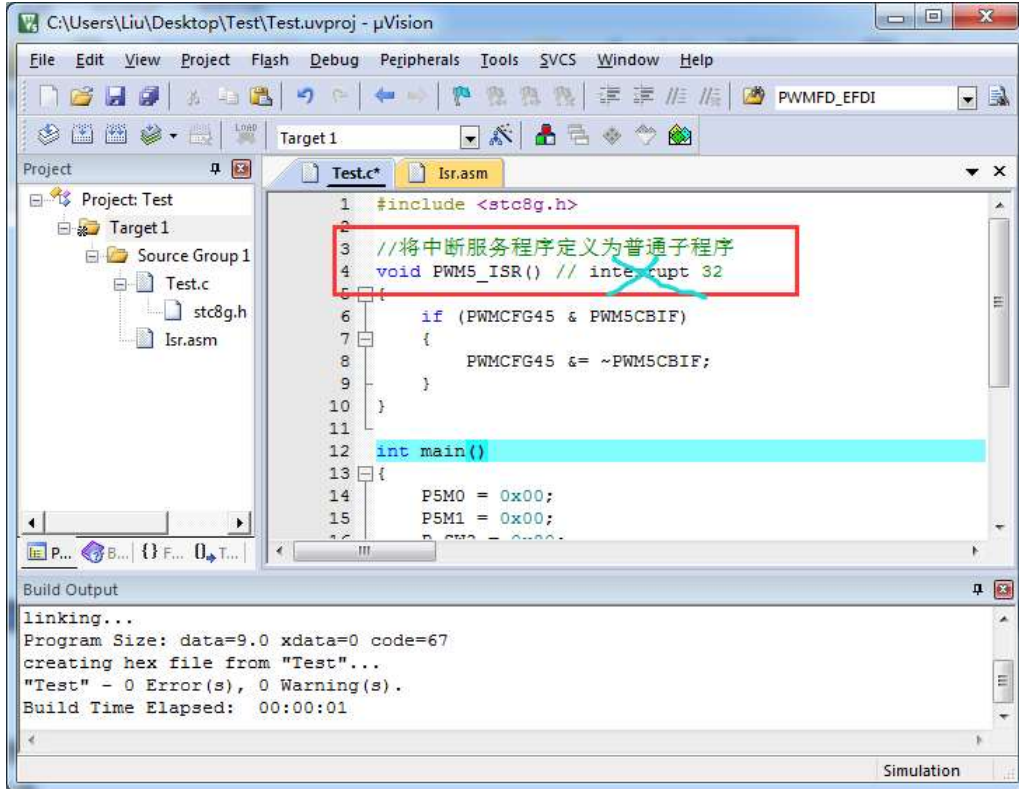 C:\Users\Liu\Desktop\Test\Test.uvproj - µVision
File Edit View Project Flash Debug Peripherals Tools SVCS Window Help
PWMFD_EFDI
LOAD
Target 1
Project
Project: Test
Target 1
Source Group 1
Test.c
stc8g.h
Isr.asm
P... B... {} F... 0 T...
Test.c* Isr.asm
1 #include <stc8g.h>
2
3 //将中断服务程序定义为普通子程序
4 void PWM5_ISR() // interrupt 32
5 {
6 if (PWMCFG45 & PWM5CBIF)
7 {
8 PWMCFG45 &= ~PWM5CBIF;
9 }
10 }
11
12 int main()
13 {
14 P5M0 = 0x00;
15 P5M1 = 0x00;
Build Output
linking...
Program Size: data=9.0 xdata=0 code=67
creating hex file from "Test"...
"Test" - 0 Error(s), 0 Warning(s).
Build Time Elapsed: 00:00:01
Simulation